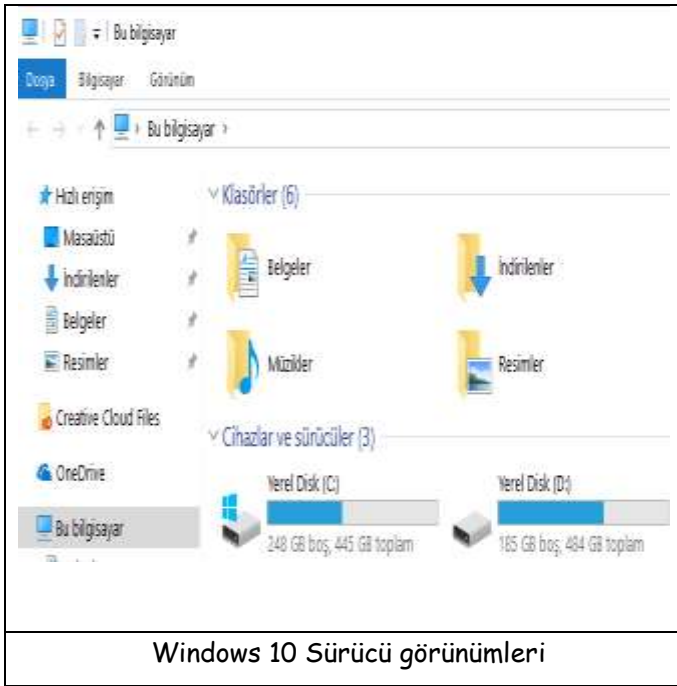 Bu bilgisayar
Dosya Bilgisayar Görünüm
Bu bilgisayar
Hızlı erişim
Masaüstü
İndirilenler
Belgeler
Resimler
Creative Cloud Files
OneDrive
Bu bilgisayar
Klasörler (6)
Belgeler
İndirilenler
Müzikler
Resimler
Cihazlar ve sürücüler (3)
Yerel Disk (C:)
248 GB boş, 445 GB toplam
Yerel Disk (D:)
185 GB boş, 484 GB toplam
Windows 10 Sürücü görünümleri